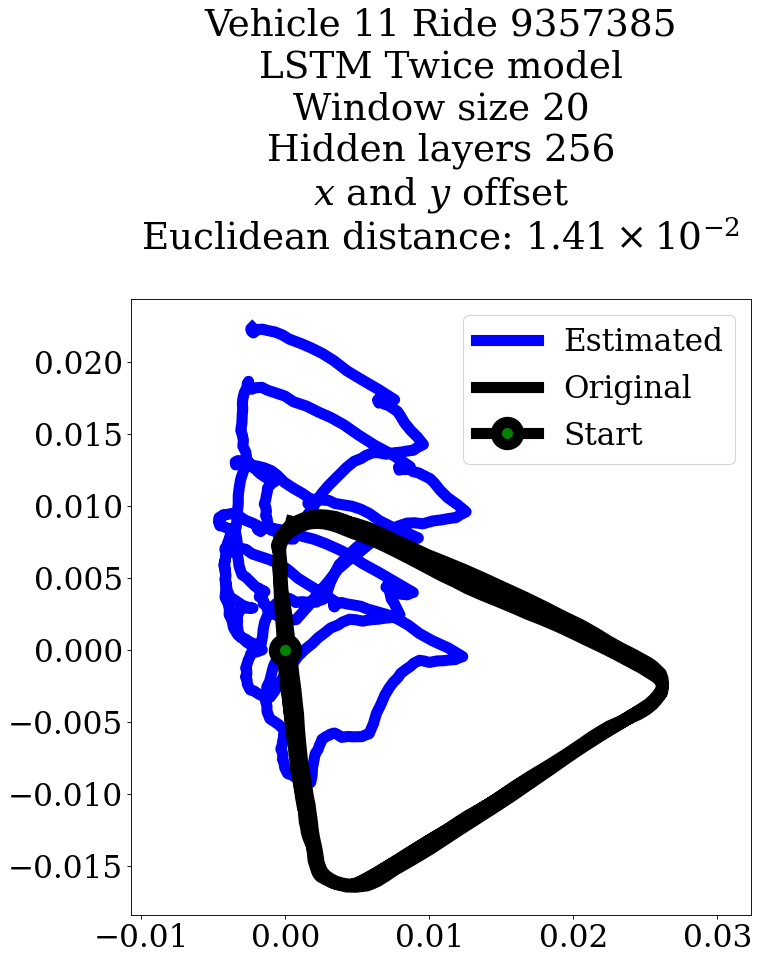 Vehicle 11 Ride 9357385
LSTM Twice model
Window size 20
Hidden layers 256
x and y offset
Euclidean distance: 1.41 × 10⁻²
Estimated
Original
Start
0.020
0.015
0.010
0.005
0.000
−0.005
−0.010
−0.015
−0.01 0.00 0.01 0.02 0.03